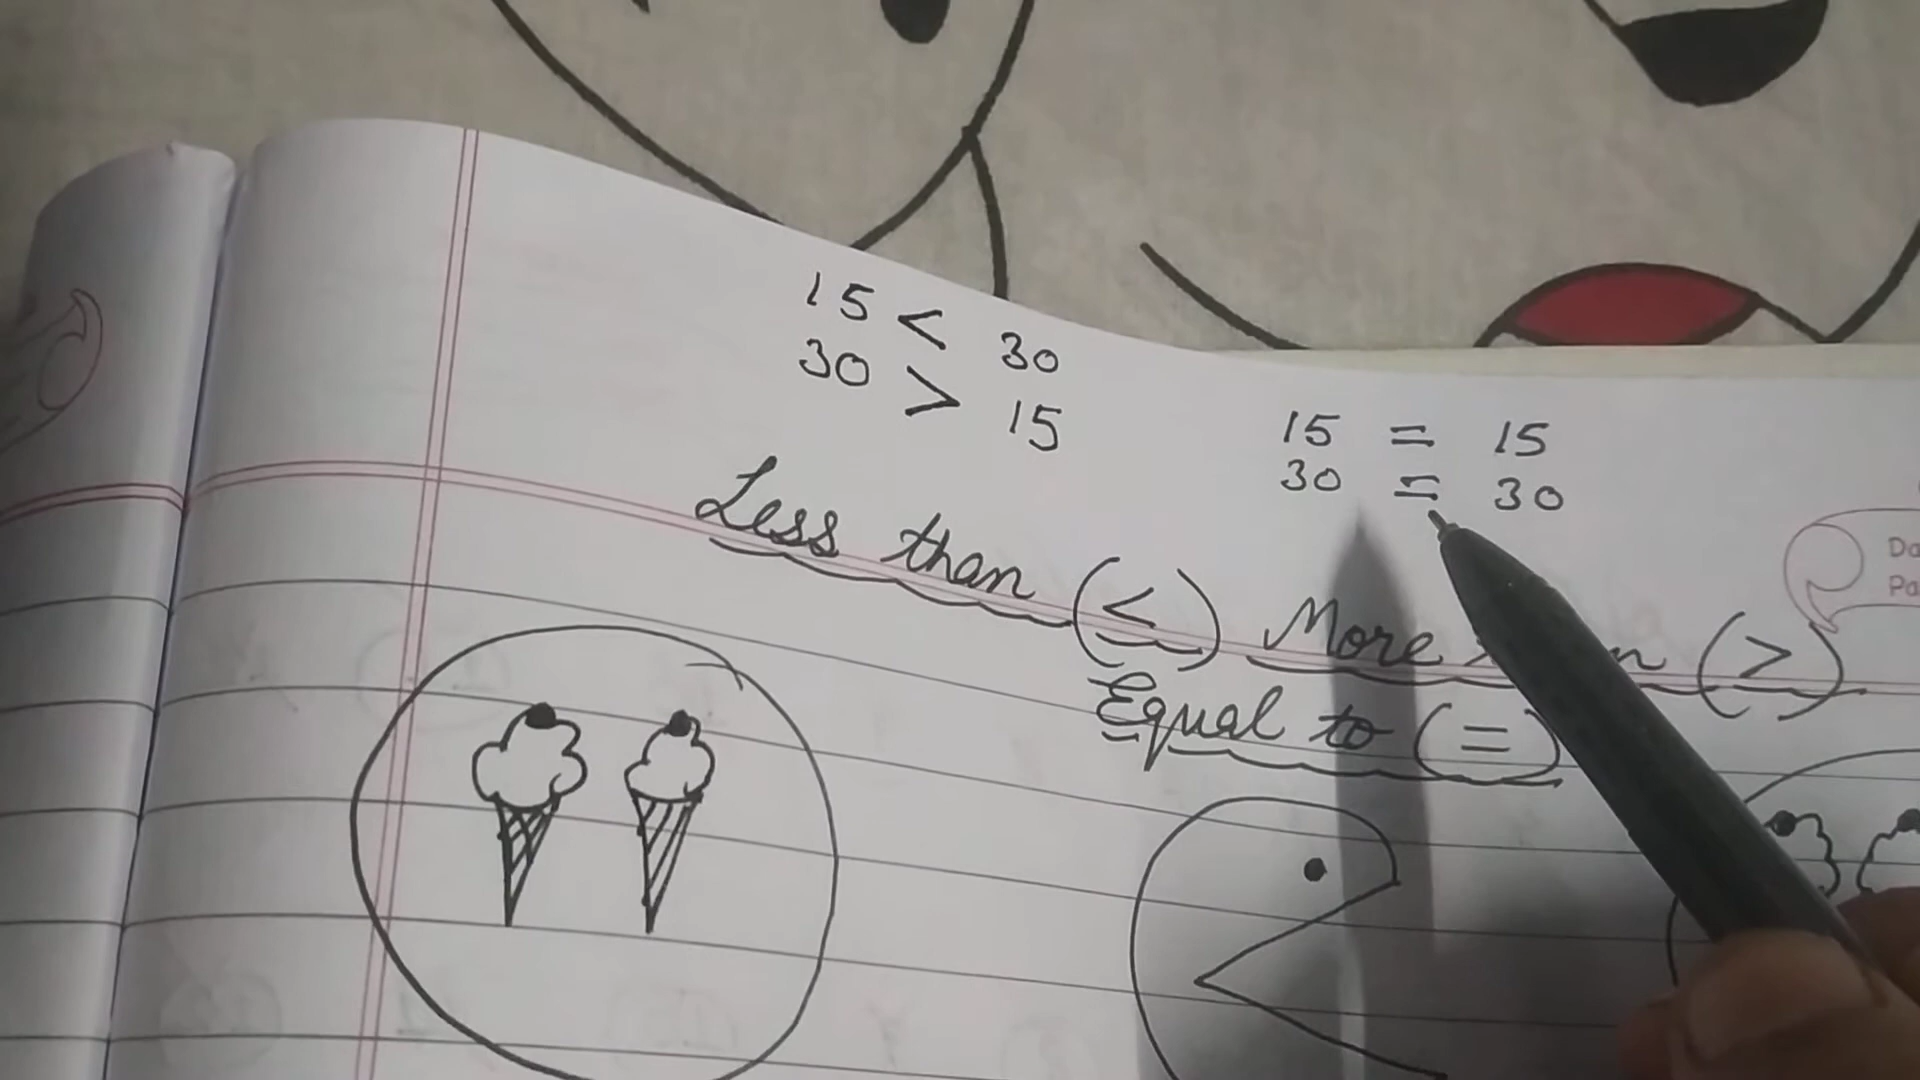 15 < 30
30 > 15
15 = 15
30 = 30
Less than (<) More (>)
Equal to (=)